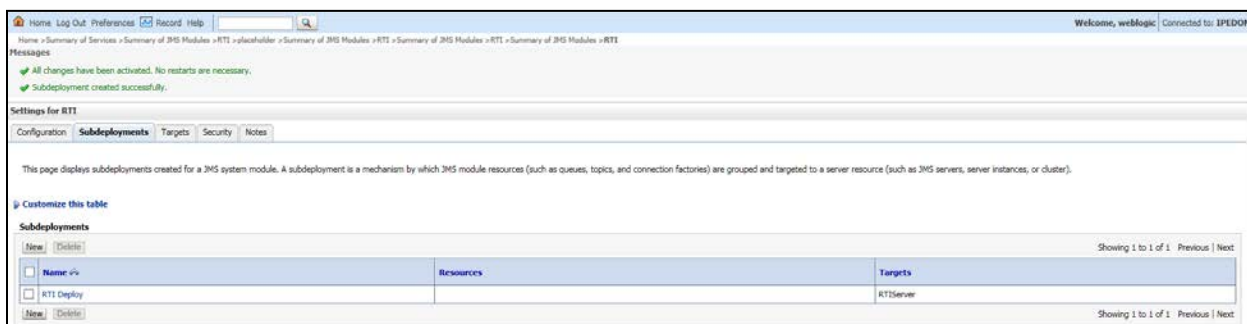 Home Log Out Preferences Record Help
Welcome, weblogic Connected to: IPEDOM
Home >Summary of Services >Summary of JMS Modules >RTI >placeholder >Summary of JMS Modules >RTI >Summary of JMS Modules >RTI >Summary of JMS Modules >RTI
Messages
All changes have been activated. No restarts are necessary.
Subdeployment created successfully.
Settings for RTI
Configuration Subdeployments Targets Security Notes
This page displays subdeployments created for a JMS system module. A subdeployment is a mechanism by which JMS module resources (such as queues, topics, and connection factories) are grouped and targeted to a server resource (such as JMS servers, server instances, or cluster).
Customize this table
Subdeployments
New Delete Showing 1 to 1 of 1 Previous | Next
Name Resources Targets
RTI Deploy RTIServer
New Delete Showing 1 to 1 of 1 Previous | Next